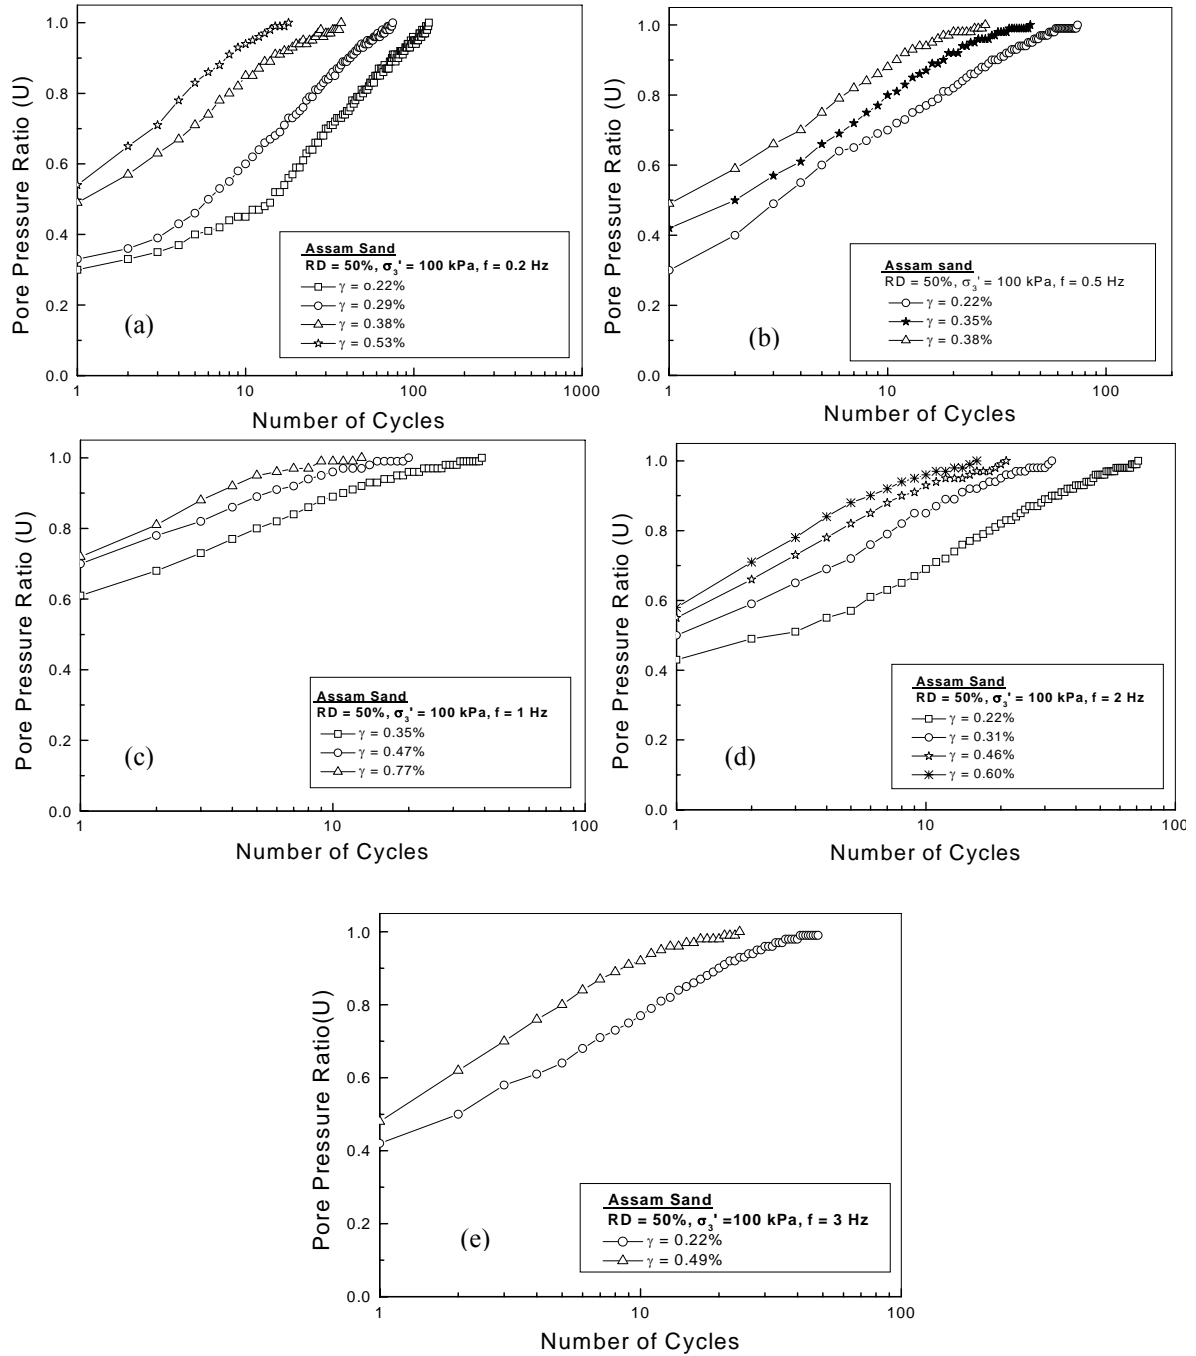 1.0
0.8
0.6
0.4
0.2
0.0
Pore Pressure Ratio (U)
Assam Sand
RD = 50%, σ₃' = 100 kPa, f = 0.2 Hz
γ = o.22%
γ = 0.29%
γ = 0.38%
γ = 0.53%
(a)
1 10 100 1000
Number of Cycles
1.0
0.8
0.6
0.4
0.2
0.0
Pore Pressure Ratio (U)
Assam sand
RD = 50%, σ₃' = 100 kPa, f = 0.5 Hz
γ = 0.22%
γ = 0.35%
γ = 0.38%
(b)
1 10 100
Number of Cycles
1.0
0.8
0.6
0.4
0.2
0.0
Pore Pressure Ratio (U)
Assam Sand
RD = 50%, σ₃' = 100 kPa, f = 1 Hz
γ = 0.35%
γ = 0.47%
γ = 0.77%
(c)
1 10 100
Number of Cycles
1.0
0.8
0.6
0.4
0.2
0.0
Pore Pressure Ratio (U)
Assam Sand
RD = 50%, σ₃' = 100 kPa, f = 2 Hz
γ = 0.22%
γ = 0.31%
γ = 0.46%
γ = 0.60%
(d)
1 10 100
Number of Cycles
1.0
0.8
0.6
0.4
0.2
0.0
Pore Pressure Ratio(U)
Assam Sand
RD = 50%, σ₃' =100 kPa, f = 3 Hz
γ = 0.22%
γ = 0.49%
(e)
1 10 100
Number of Cycles